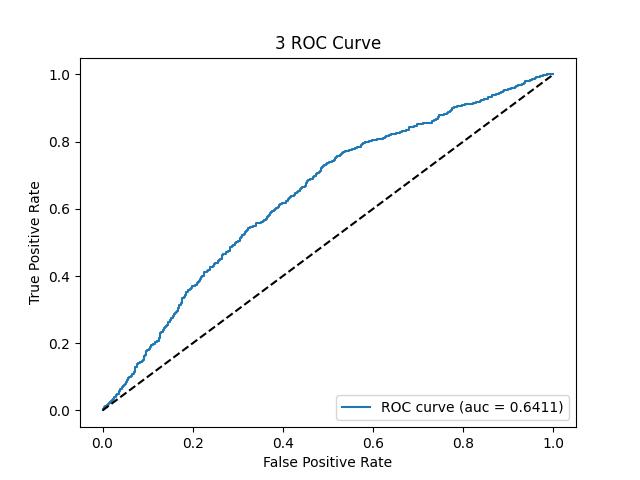 3 ROC Curve
True Positive Rate
1.0
0.8
0.6
0.4
0.2
0.0
ROC curve (auc = 0.6411)
0.0 0.2 0.4 0.6 0.8 1.0
False Positive Rate